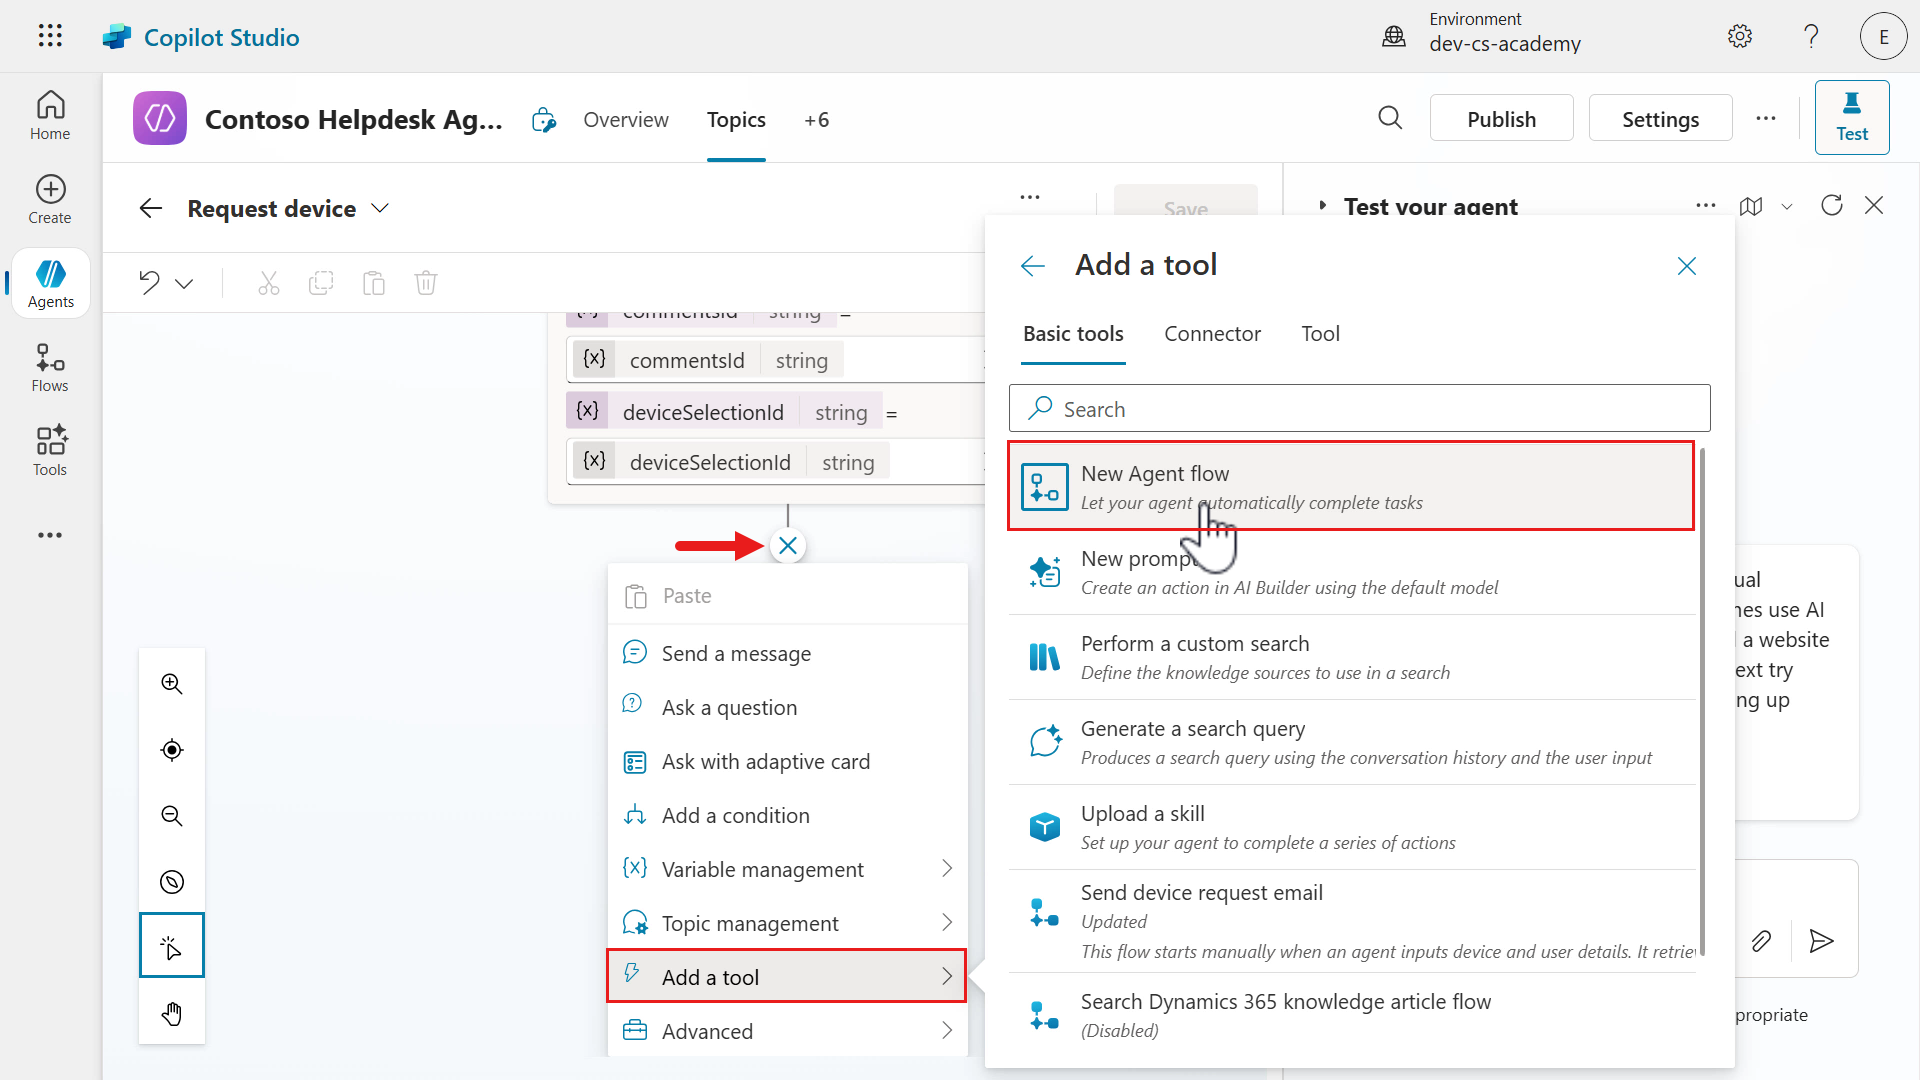 Copilot Studio
Environment
dev-cs-academy
E
Home
Create
Agents
Flows
Tools
Contoso Helpdesk Ag...
Overview
Topics
+6
Publish
Settings
Test
Request device
Save
commentsId string =
{x} commentsId string
{x} deviceSelectionId string =
{x} deviceSelectionId string
Paste
Send a message
Ask a question
Ask with adaptive card
Add a condition
Variable management
Topic management
Add a tool
Advanced
Add a tool
Basic tools
Connector
Tool
Search
New Agent flow
Let your agent automatically complete tasks
New prompt
Create an action in AI Builder using the default model
Perform a custom search
Define the knowledge sources to use in a search
Generate a search query
Produces a search query using the conversation history and the user input
Upload a skill
Set up your agent to complete a series of actions
Send device request email
Updated
This flow starts manually when an agent inputs device and user details. It retrie
Search Dynamics 365 knowledge article flow
(Disabled)
Test your agent
ual
nes use AI
a website
ext try
ng up
propriate